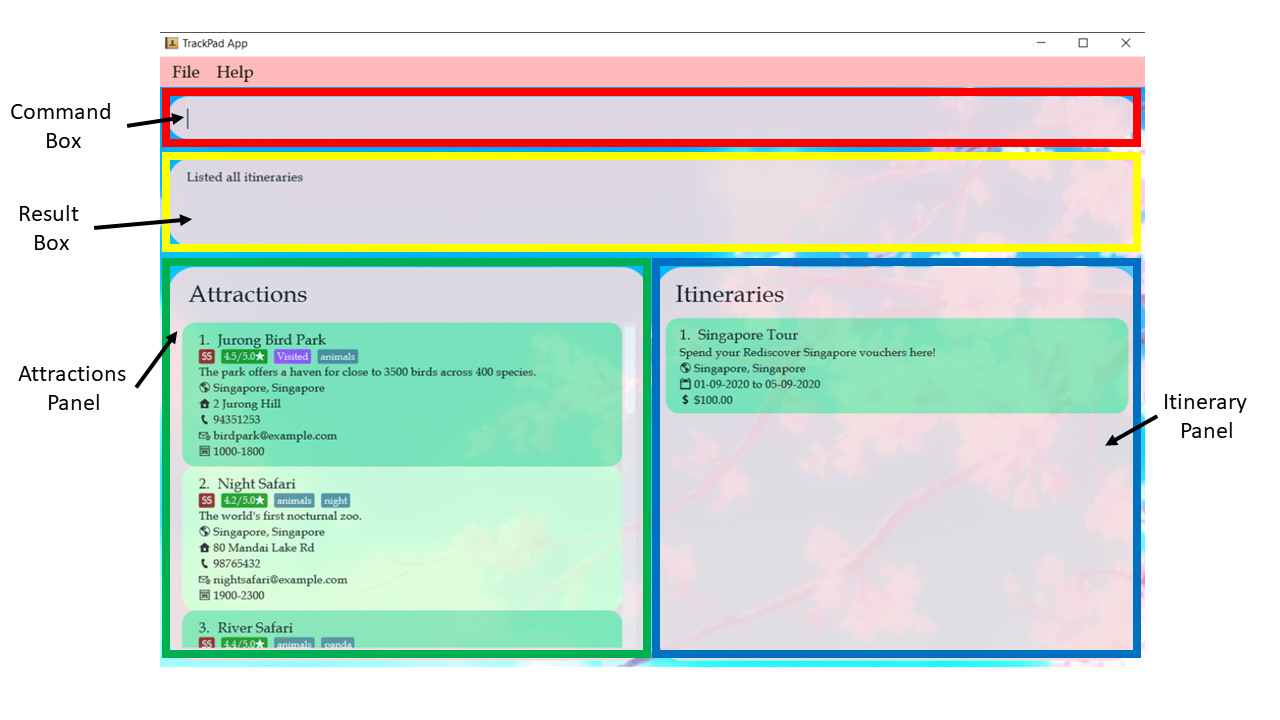 TrackPad App
File Help
Command
Box
Listed all itineraries
Result
Box
Attractions
1. Jurong Bird Park
$$ 4.5/5.0★ Visited animals
The park offers a haven for close to 3500 birds across 400 species.
Singapore, Singapore
2 Jurong Hill
94351253
birdpark@example.com
1000-1800
2. Night Safari
$$ 4.2/5.0★ animals night
The world's first nocturnal zoo.
Singapore, Singapore
80 Mandai Lake Rd
98765432
nightsafari@example.com
1900-2300
3. River Safari
$$ 4.4/5.0★ animals panda
Attractions
Panel
Itineraries
1. Singapore Tour
Spend your Rediscover Singapore vouchers here!
Singapore, Singapore
01-09-2020 to 05-09-2020
$ $100.00
Itinerary
Panel